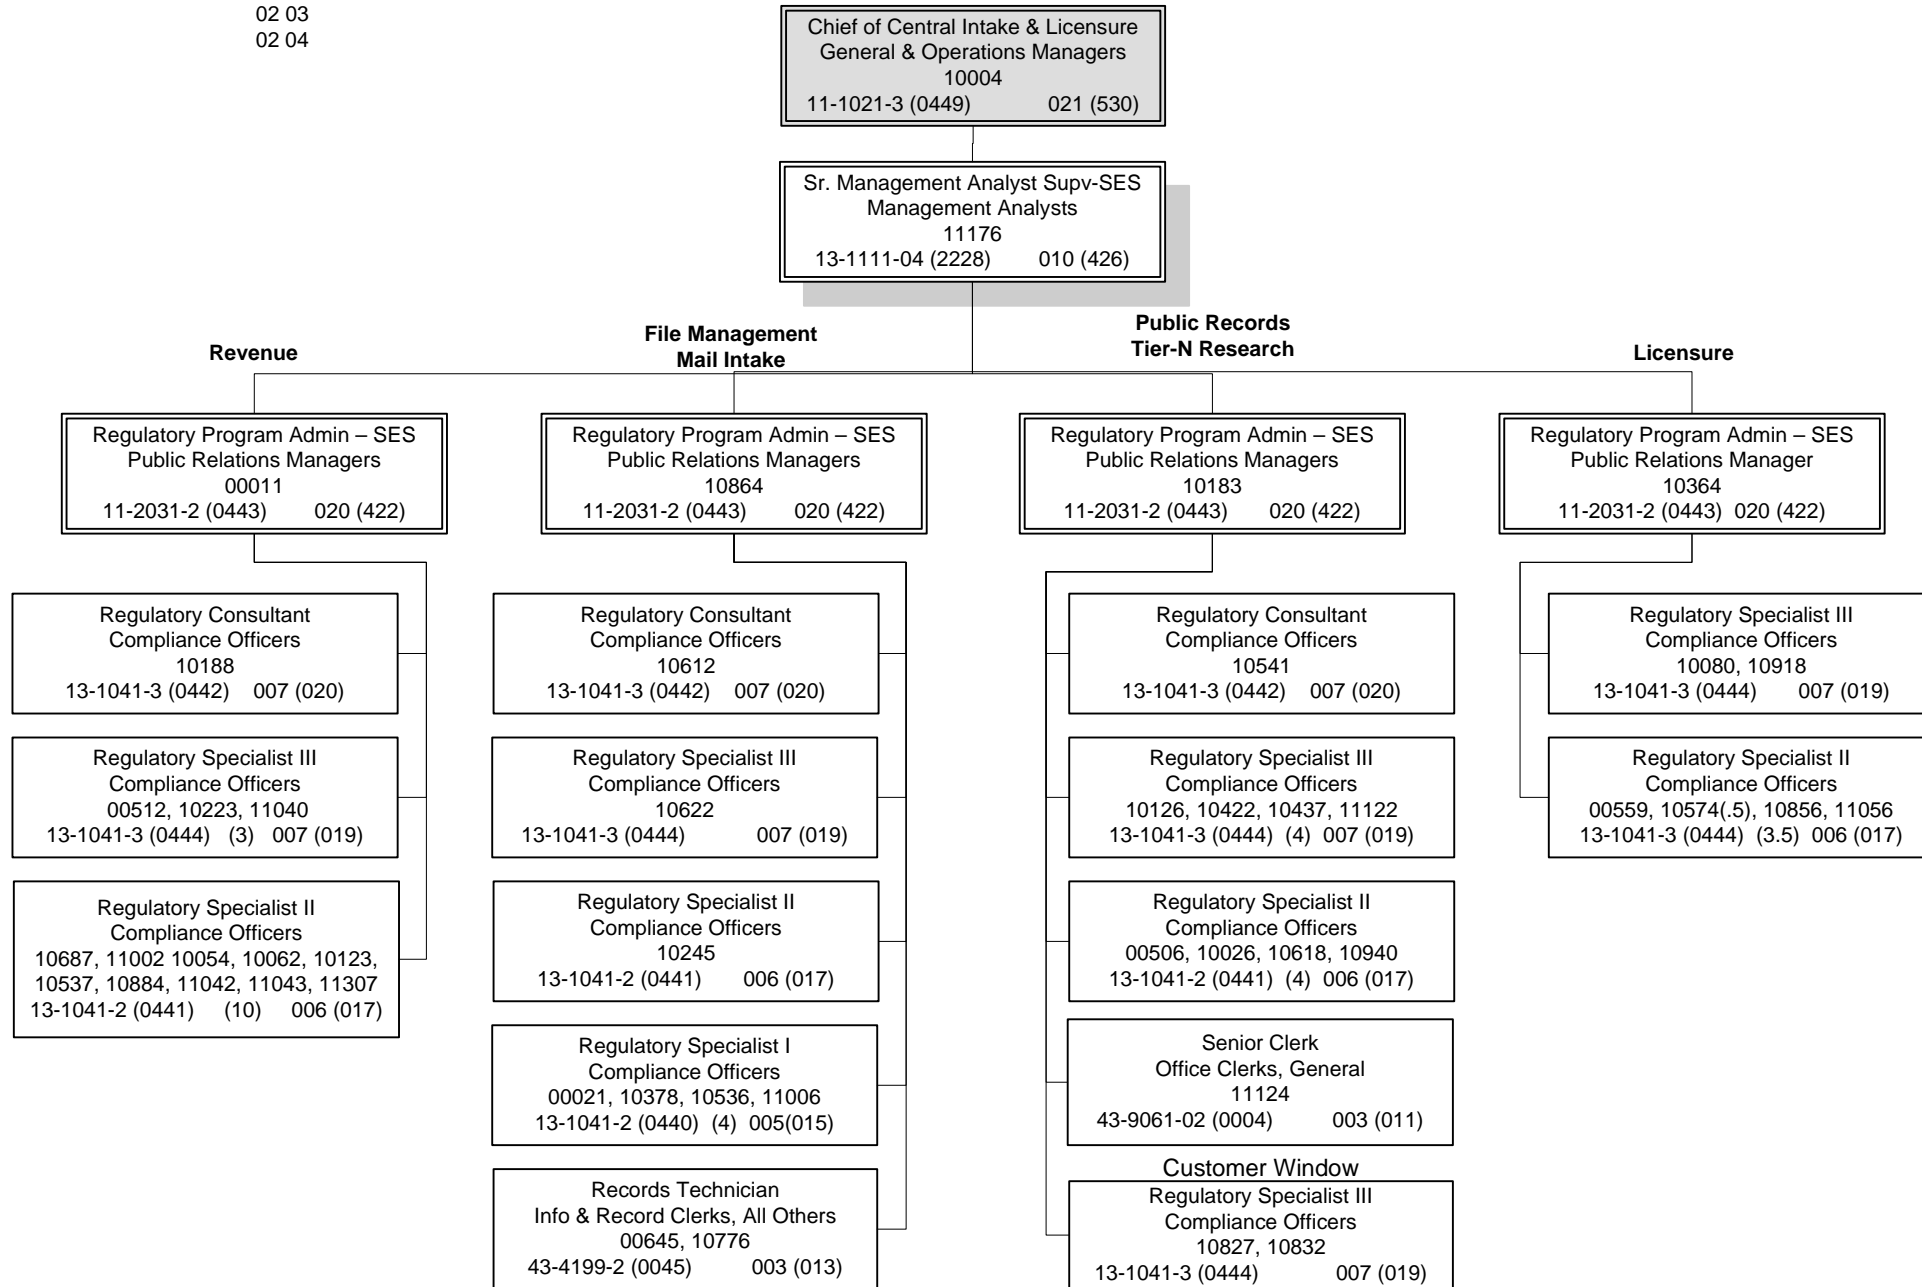 02 03
02 04
Chief of Central Intake & Licensure
General & Operations Managers
10004
11-1021-3 (0449) 021 (530)
Sr. Management Analyst Supv-SES
Management Analysts
11176
13-1111-04 (2228) 010 (426)
Revenue
Regulatory Program Admin – SES
Public Relations Managers
00011
11-2031-2 (0443) 020 (422)
Regulatory Consultant
Compliance Officers
10188
13-1041-3 (0442) 007 (020)
Regulatory Specialist III
Compliance Officers
00512, 10223, 11040
13-1041-3 (0444) (3) 007 (019)
Regulatory Specialist II
Compliance Officers
10687, 11002 10054, 10062, 10123,
10537, 10884, 11042, 11043, 11307
13-1041-2 (0441) (10) 006 (017)
File Management
Mail Intake
Regulatory Program Admin – SES
Public Relations Managers
10864
11-2031-2 (0443) 020 (422)
Regulatory Consultant
Compliance Officers
10612
13-1041-3 (0442) 007 (020)
Regulatory Specialist III
Compliance Officers
10622
13-1041-3 (0444) 007 (019)
Regulatory Specialist II
Compliance Officers
10245
13-1041-2 (0441) 006 (017)
Regulatory Specialist I
Compliance Officers
00021, 10378, 10536, 11006
13-1041-2 (0440) (4) 005(015)
Records Technician
Info & Record Clerks, All Others
00645, 10776
43-4199-2 (0045) 003 (013)
Public Records
Tier-N Research
Regulatory Program Admin – SES
Public Relations Managers
10183
11-2031-2 (0443) 020 (422)
Regulatory Consultant
Compliance Officers
10541
13-1041-3 (0442) 007 (020)
Regulatory Specialist III
Compliance Officers
10126, 10422, 10437, 11122
13-1041-3 (0444) (4) 007 (019)
Regulatory Specialist II
Compliance Officers
00506, 10026, 10618, 10940
13-1041-2 (0441) (4) 006 (017)
Senior Clerk
Office Clerks, General
11124
43-9061-02 (0004) 003 (011)
Customer Window
Regulatory Specialist III
Compliance Officers
10827, 10832
13-1041-3 (0444) 007 (019)
Licensure
Regulatory Program Admin – SES
Public Relations Manager
10364
11-2031-2 (0443) 020 (422)
Regulatory Specialist III
Compliance Officers
10080, 10918
13-1041-3 (0444) 007 (019)
Regulatory Specialist II
Compliance Officers
00559, 10574(.5), 10856, 11056
13-1041-3 (0444) (3.5) 006 (017)